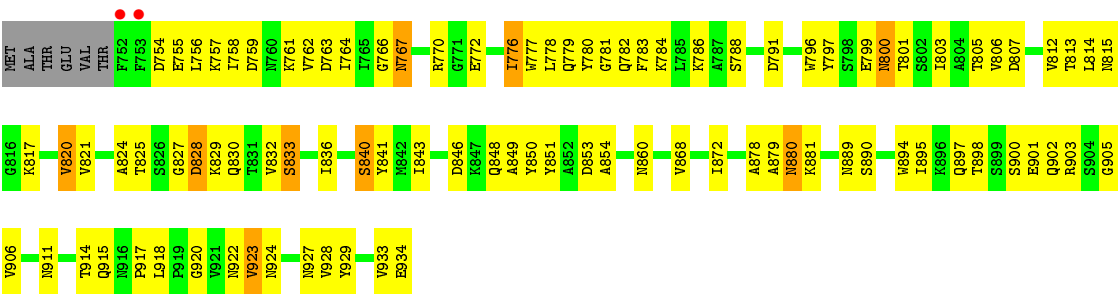 MET ALA THR GLU VAL THR F752 F753 D754 E755 L756 K757 I758 D759 N760 K761 V762 D763 I764 I765 G766 N767 R770 G771 E772 I776 W777 L778 Q779 Y780 G781 Q782 F783 K784 L785 K786 A787 S788 D791 W796 Y797 S798 E799 N800 T801 S802 I803 A804 T805 V806 D807 V812 T813 L814 N815
G816 K817 V820 V821 A824 T825 S826 G827 D828 K829 Q830 T831 V832 S833 I836 S840 Y841 M842 I843 D846 K847 Q848 A849 Y850 Y851 A852 D853 A854 N860 V868 I872 A878 A879 N880 K881 N889 S890 W894 I895 K896 Q897 T898 S899 S900 E901 Q902 R903 S904 G905
V906 N911 T914 Q915 N916 P917 L918 P919 G920 V921 N922 V923 N924 N927 V928 Y929 V933 E934